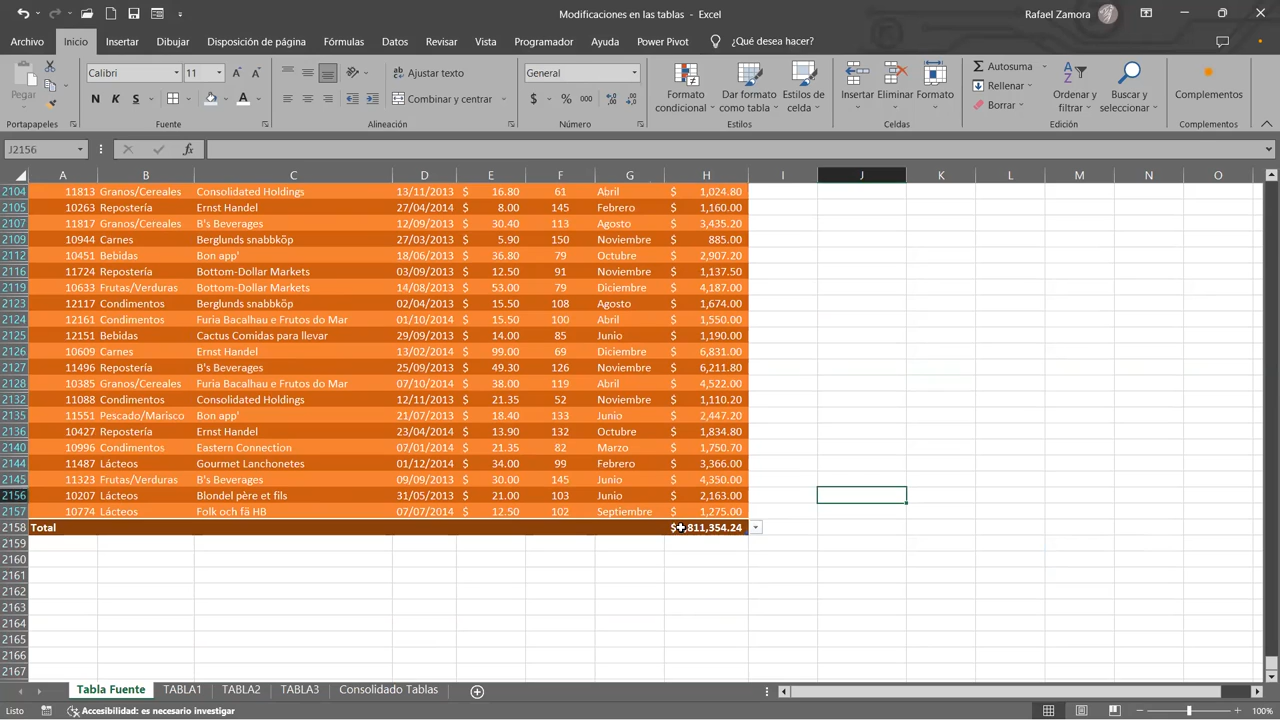 Modificaciones en las tablas - Excel
Rafael Zamora
Archivo Inicio Insertar Dibujar Disposición de página Fórmulas Datos Revisar Vista Programador Ayuda Power Pivot ¿Qué desea hacer?
Pegar
Calibri 11
N K S
Ajustar texto
Combinar y centrar
General
$ % 000
Formato condicional
Dar formato como tabla
Estilos de celda
Insertar Eliminar Formato
Autosuma
Rellenar
Borrar
Ordenar y filtrar
Buscar y seleccionar
Complementos
Portapapeles Fuente Alineación Número Estilos Celdas Edición Complementos
J2156 fx
A B C D E F G H I J K L M N O
2104 11813 Granos/Cereales Consolidated Holdings 13/11/2013 $ 16.80 61 Abril $ 1,024.80
2105 10263 Repostería Ernst Handel 27/04/2014 $ 8.00 145 Febrero $ 1,160.00
2107 11817 Granos/Cereales B's Beverages 12/09/2013 $ 30.40 113 Agosto $ 3,435.20
2109 10944 Carnes Berglunds snabbköp 27/03/2013 $ 5.90 150 Noviembre $ 885.00
2112 10451 Bebidas Bon app' 18/06/2013 $ 36.80 79 Octubre $ 2,907.20
2116 11724 Repostería Bottom-Dollar Markets 03/09/2013 $ 12.50 91 Noviembre $ 1,137.50
2119 10633 Frutas/Verduras Bottom-Dollar Markets 14/08/2013 $ 53.00 79 Diciembre $ 4,187.00
2123 12117 Condimentos Berglunds snabbköp 02/04/2013 $ 15.50 108 Agosto $ 1,674.00
2124 12161 Condimentos Furia Bacalhau e Frutos do Mar 01/10/2014 $ 15.50 100 Abril $ 1,550.00
2125 12151 Bebidas Cactus Comidas para llevar 29/09/2013 $ 14.00 85 Junio $ 1,190.00
2126 10609 Carnes Ernst Handel 13/02/2014 $ 99.00 69 Diciembre $ 6,831.00
2127 11496 Repostería B's Beverages 25/09/2013 $ 49.30 126 Noviembre $ 6,211.80
2128 10385 Granos/Cereales Furia Bacalhau e Frutos do Mar 07/10/2014 $ 38.00 119 Abril $ 4,522.00
2132 11088 Condimentos Consolidated Holdings 12/11/2013 $ 21.35 52 Noviembre $ 1,110.20
2135 11551 Pescado/Marisco Bon app' 21/07/2013 $ 18.40 133 Junio $ 2,447.20
2136 10427 Repostería Ernst Handel 23/04/2014 $ 13.90 132 Octubre $ 1,834.80
2140 10996 Condimentos Eastern Connection 07/01/2014 $ 21.35 82 Marzo $ 1,750.70
2144 11487 Lácteos Gourmet Lanchonetes 01/12/2014 $ 34.00 99 Febrero $ 3,366.00
2145 11323 Frutas/Verduras B's Beverages 09/09/2013 $ 30.00 145 Junio $ 4,350.00
2156 10207 Lácteos Blondel père et fils 31/05/2013 $ 21.00 103 Junio $ 2,163.00
2157 10774 Lácteos Folk och fä HB 07/07/2014 $ 12.50 102 Septiembre $ 1,275.00
2158 Total
2159
2160
2161
2162
2163
2164
2165
2166
2167
Tabla Fuente TABLA1 TABLA2 TABLA3 Consolidado Tablas
Listo Accesibilidad: es necesario investigar 100%